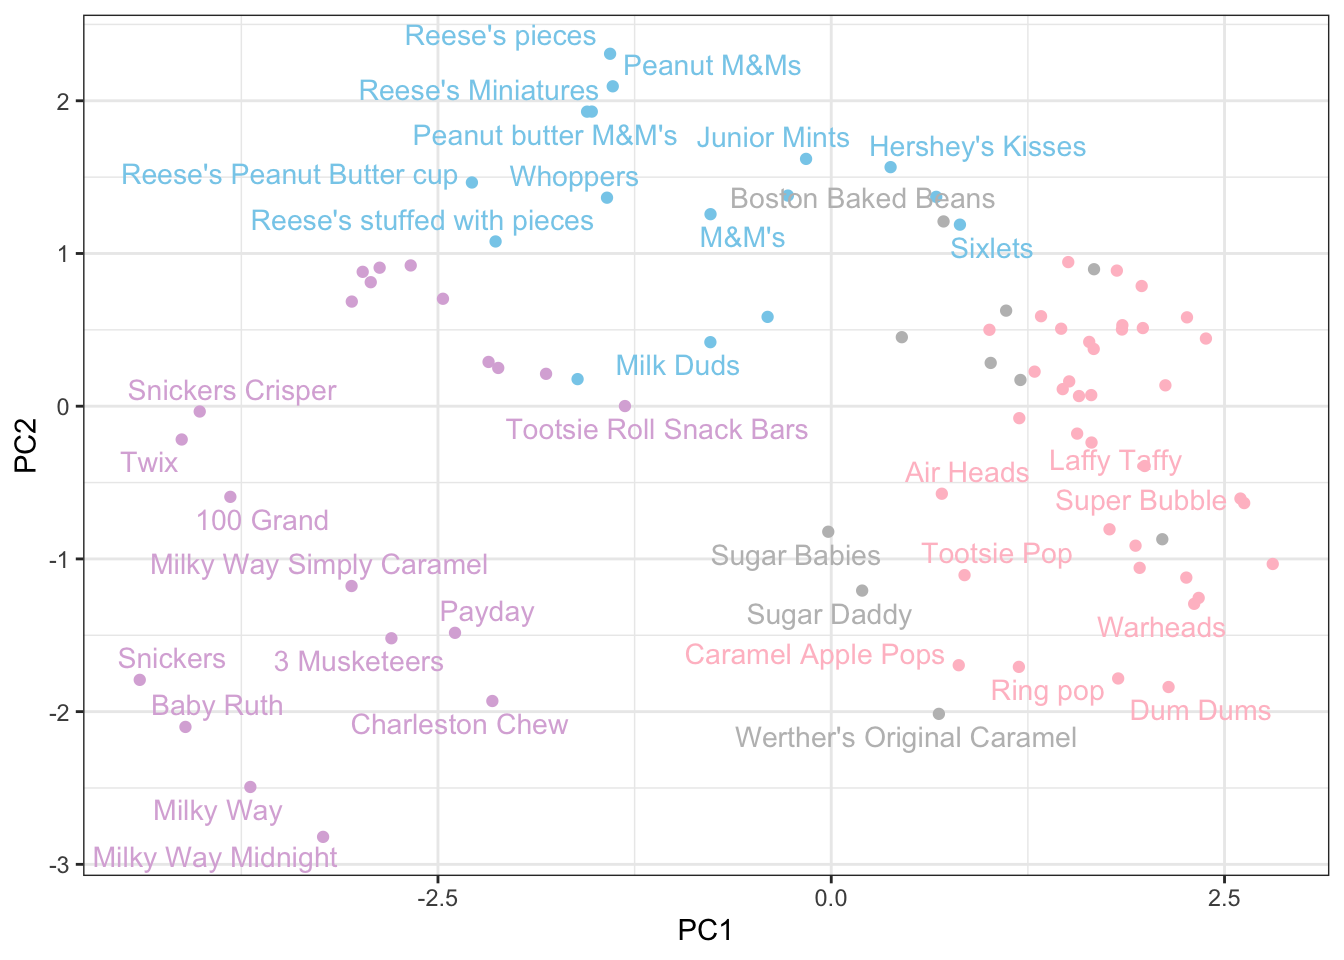 Reese's pieces
Peanut M&Ms
Reese's Miniatures
2
Peanut butter M&M's
Junior Mints
Hershey's Kisses
Reese's Peanut Butter cup
Whoppers
Boston Baked Beans
Reese's stuffed with pieces
M&M's
Sixlets
1
Milk Duds
Snickers Crisper
0
Tootsie Roll Snack Bars
PC2
Twix
Laffy Taffy
Air Heads
Super Bubble
100 Grand
-1
Sugar Babies
Tootsie Pop
Milky Way Simply Caramel
Payday
Sugar Daddy
Warheads
Snickers
3 Musketeers
Caramel Apple Pops
Ring pop
Baby Ruth
-2
Dum Dums
Charleston Chew
Werther's Original Caramel
Milky Way
Milky Way Midnight
-3
-2.5
0.0
2.5
PC1